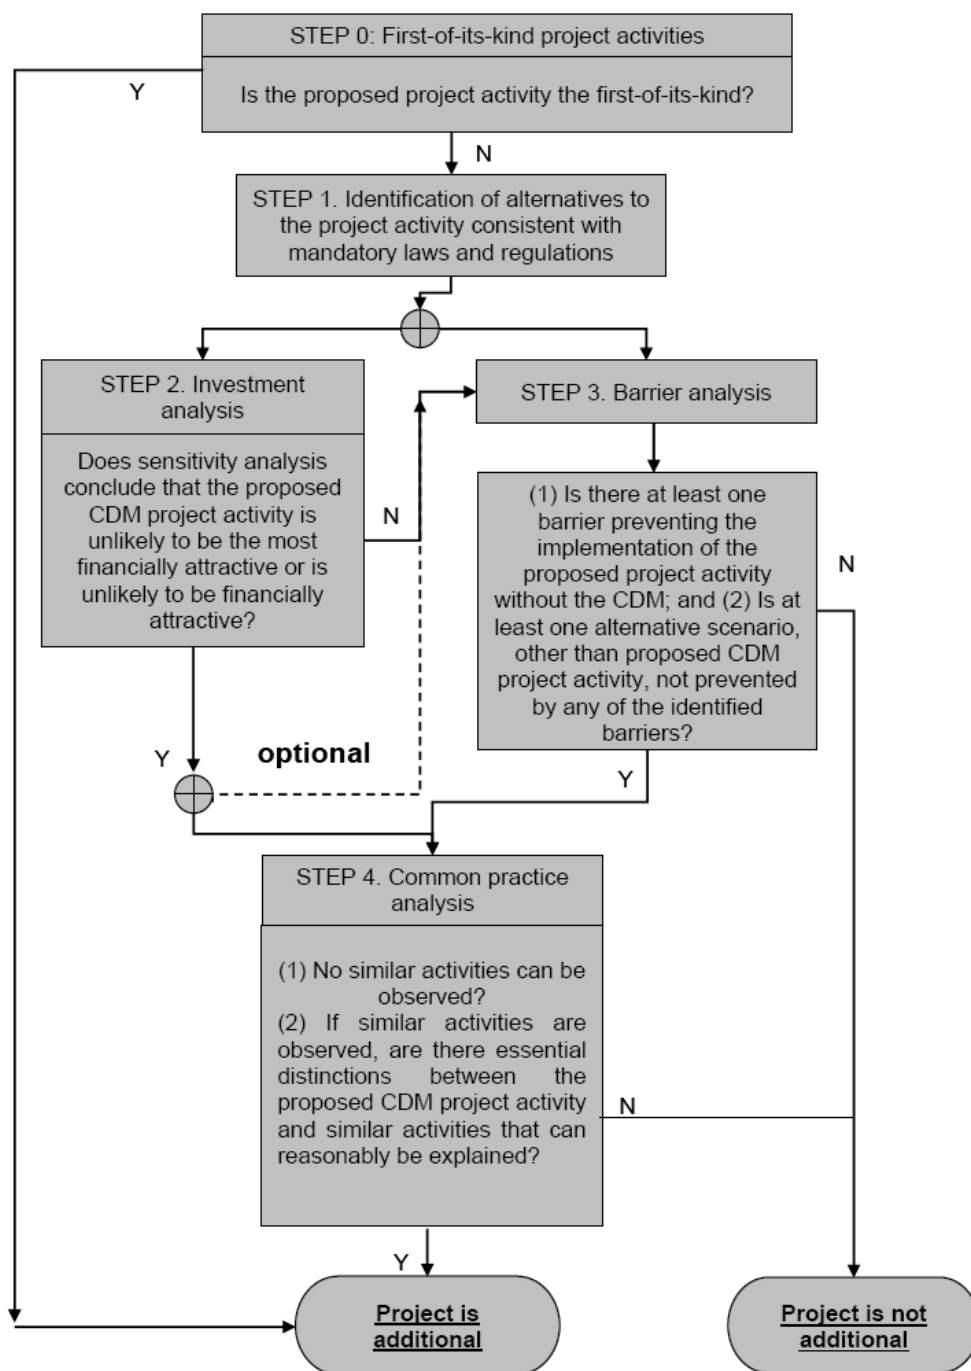 STEP 0: First-of-its-kind project activities
Y
Is the proposed project activity the first-of-its-kind?
N
STEP 1. Identification of alternatives to
the project activity consistent with
mandatory laws and regulations
STEP 2. Investment
analysis
Does sensitivity analysis
conclude that the proposed
CDM project activity is
unlikely to be the most
financially attractive or is
unlikely to be financially
attractive?
N
STEP 3. Barrier analysis
(1) Is there at least one
barrier preventing the
implementation of the
proposed project activity
without the CDM; and (2) Is at
least one alternative scenario,
other than proposed CDM
project activity, not prevented
by any of the identified
barriers?
N
Y
optional
Y
STEP 4. Common practice
analysis
(1) No similar activities can be
observed?
(2) If similar activities are
observed, are there essential
distinctions between the
proposed CDM project activity
and similar activities that can
reasonably be explained?
N
Y
Project is
additional
Project is not
additional